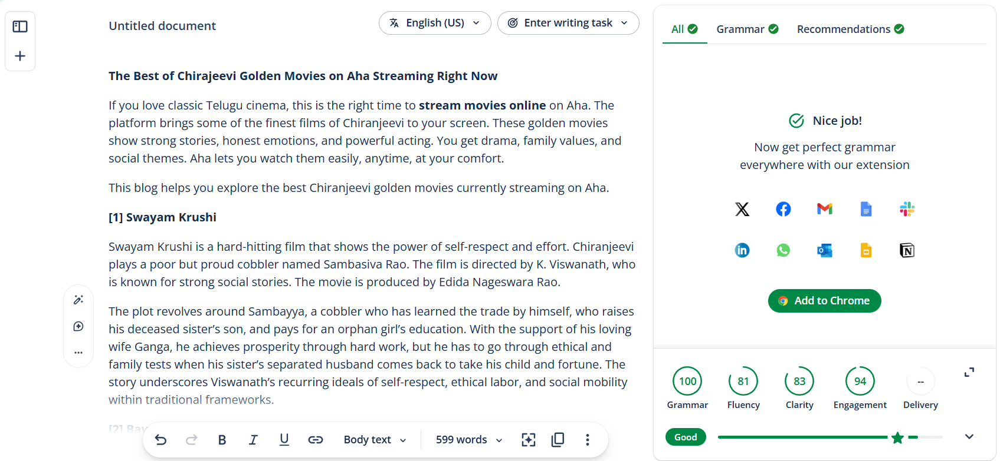 Untitled document
English (US)
Enter writing task
The Best of Chirajeevi Golden Movies on Aha Streaming Right Now
If you love classic Telugu cinema, this is the right time to stream movies online on Aha. The
platform brings some of the finest films of Chiranjeevi to your screen. These golden movies
show strong stories, honest emotions, and powerful acting. You get drama, family values, and
social themes. Aha lets you watch them easily, anytime, at your comfort.
This blog helps you explore the best Chiranjeevi golden movies currently streaming on Aha.
[1] Swayam Krushi
Swayam Krushi is a hard-hitting film that shows the power of self-respect and effort. Chiranjeevi
plays a poor but proud cobbler named Sambasiva Rao. The film is directed by K. Viswanath, who
is known for strong social stories. The movie is produced by Edida Nageswara Rao.
The plot revolves around Sambayya, a cobbler who has learned the trade by himself, who raises
his deceased sister’s son, and pays for an orphan girl’s education. With the support of his loving
wife Ganga, he achieves prosperity through hard work, but he has to go through ethical and
family tests when his sister’s separated husband comes back to take his child and fortune. The
story underscores Viswanath’s recurring ideals of self-respect, ethical labor, and social mobility
within traditional frameworks.
[2]
B I U
Body text
599 words
All
Grammar
Recommendations
Nice job!
Now get perfect grammar
everywhere with our extension
Add to Chrome
100 81 83 94 --
Grammar Fluency Clarity Engagement Delivery
Good